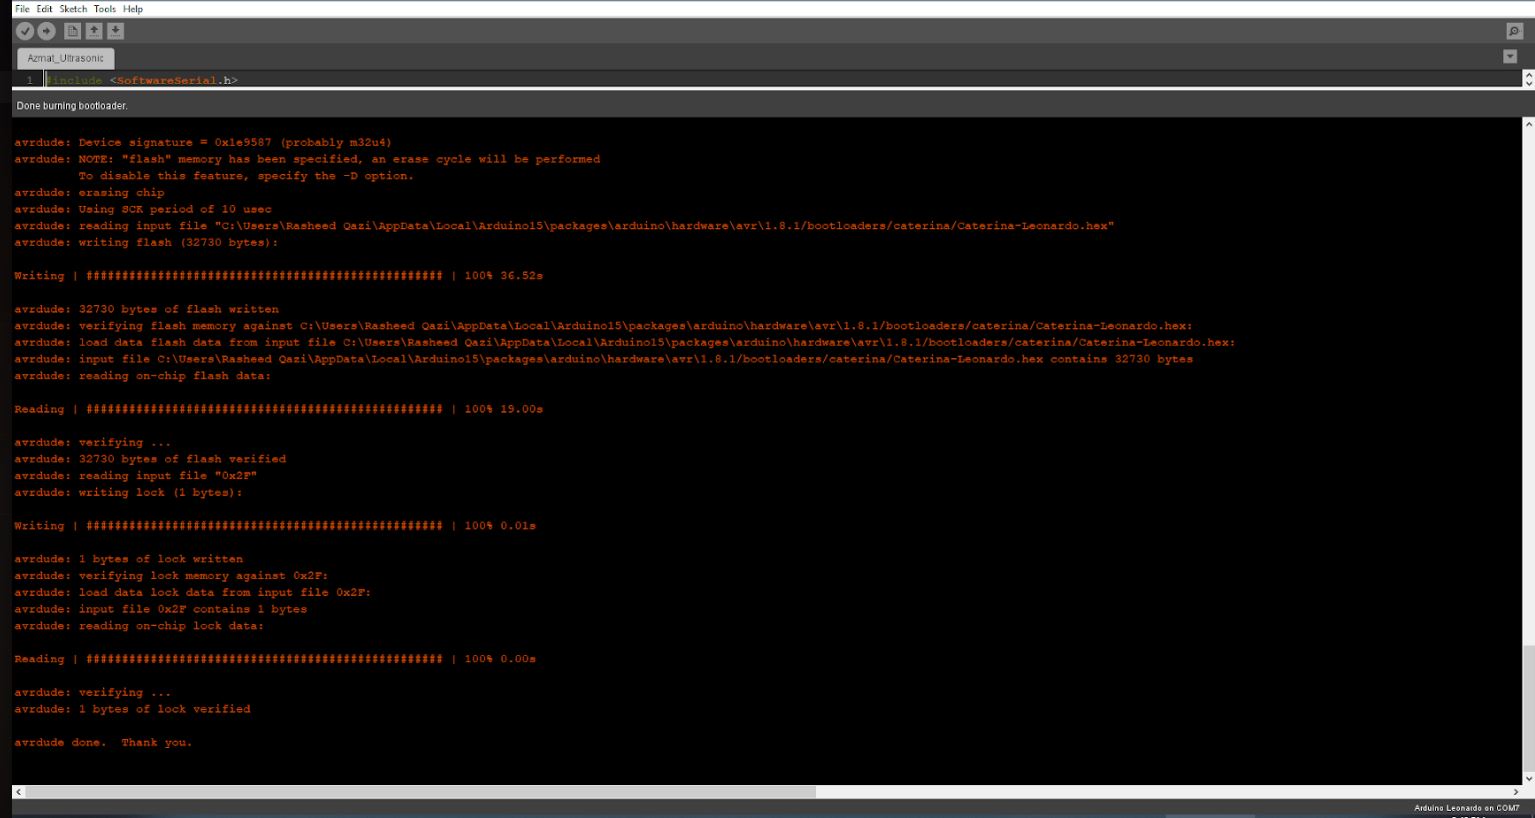 File Edit Sketch Tools Help
Azmat_Ultrasonic
1 #include <SoftwareSerial.h>
Done burning bootloader.
avrdude: Device signature = 0x1e9587 (probably m32u4)
avrdude: NOTE: "flash" memory has been specified, an erase cycle will be performed
To disable this feature, specify the -D option.
avrdude: erasing chip
avrdude: Using SCK period of 10 usec
avrdude: reading input file "C:\Users\Rasheed Qazi\AppData\Local\Arduino15\packages\arduino\hardware\avr\1.8.1/bootloaders/caterina/Caterina-Leonardo.hex"
avrdude: writing flash (32730 bytes):
Writing | ################################################## | 100% 36.52s
avrdude: 32730 bytes of flash written
avrdude: verifying flash memory against C:\Users\Rasheed Qazi\AppData\Local\Arduino15\packages\arduino\hardware\avr\1.8.1/bootloaders/caterina/Caterina-Leonardo.hex:
avrdude: load data flash data from input file C:\Users\Rasheed Qazi\AppData\Local\Arduino15\packages\arduino\hardware\avr\1.8.1/bootloaders/caterina/Caterina-Leonardo.hex:
avrdude: input file C:\Users\Rasheed Qazi\AppData\Local\Arduino15\packages\arduino\hardware\avr\1.8.1/bootloaders/caterina/Caterina-Leonardo.hex contains 32730 bytes
avrdude: reading on-chip flash data:
Reading | ################################################## | 100% 19.00s
avrdude: verifying ...
avrdude: 32730 bytes of flash verified
avrdude: reading input file "0x2F"
avrdude: writing lock (1 bytes):
Writing | ################################################## | 100% 0.01s
avrdude: 1 bytes of lock written
avrdude: verifying lock memory against 0x2F:
avrdude: load data lock data from input file 0x2F:
avrdude: input file 0x2F contains 1 bytes
avrdude: reading on-chip lock data:
Reading | ################################################## | 100% 0.00s
avrdude: verifying ...
avrdude: 1 bytes of lock verified
avrdude done.  Thank you.
Arduino Leonardo on COM7